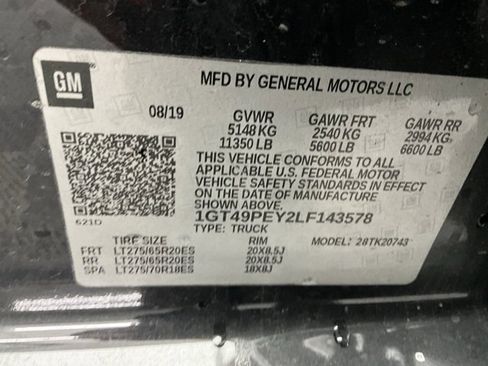 GM
MFD BY GENERAL MOTORS LLC
08/19 GVWR GAWR FRT GAWR RR
5148 KG 2540 KG 2994 KG
11350 LB 5600 LB 6600 LB
THIS VEHICLE CONFORMS TO ALL
APPLICABLE U.S. FEDERAL MOTOR
VEHICLE SAFETY STANDARDS IN
EFFECT ON THE DATE OF MANUFACTURE
SHOWN ABOVE.
621D 1GT49PEY2LF143578
TYPE: TRUCK
TIRE SIZE RIM MODEL: 28TK20743
FRT LT275/65R20ES 20X8.5J
RR LT275/65R20ES 20X8.5J
SPA LT275/70R18ES 18X8J